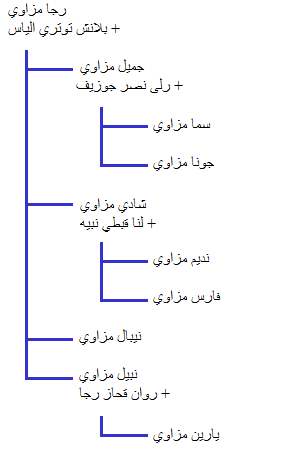 رجا مزاوي
+ بلانش توتري الياس
جميل مزاوي
+ رلى نصر جوزيف
سما مزاوي
جونا مزاوي
شادي مزاوي
+ لنا قبطي نبيه
نديم مزاوي
فارس مزاوي
نيبال مزاوي
نبيل مزاوي
+ روان قحاز رجا
يارين مزاوي